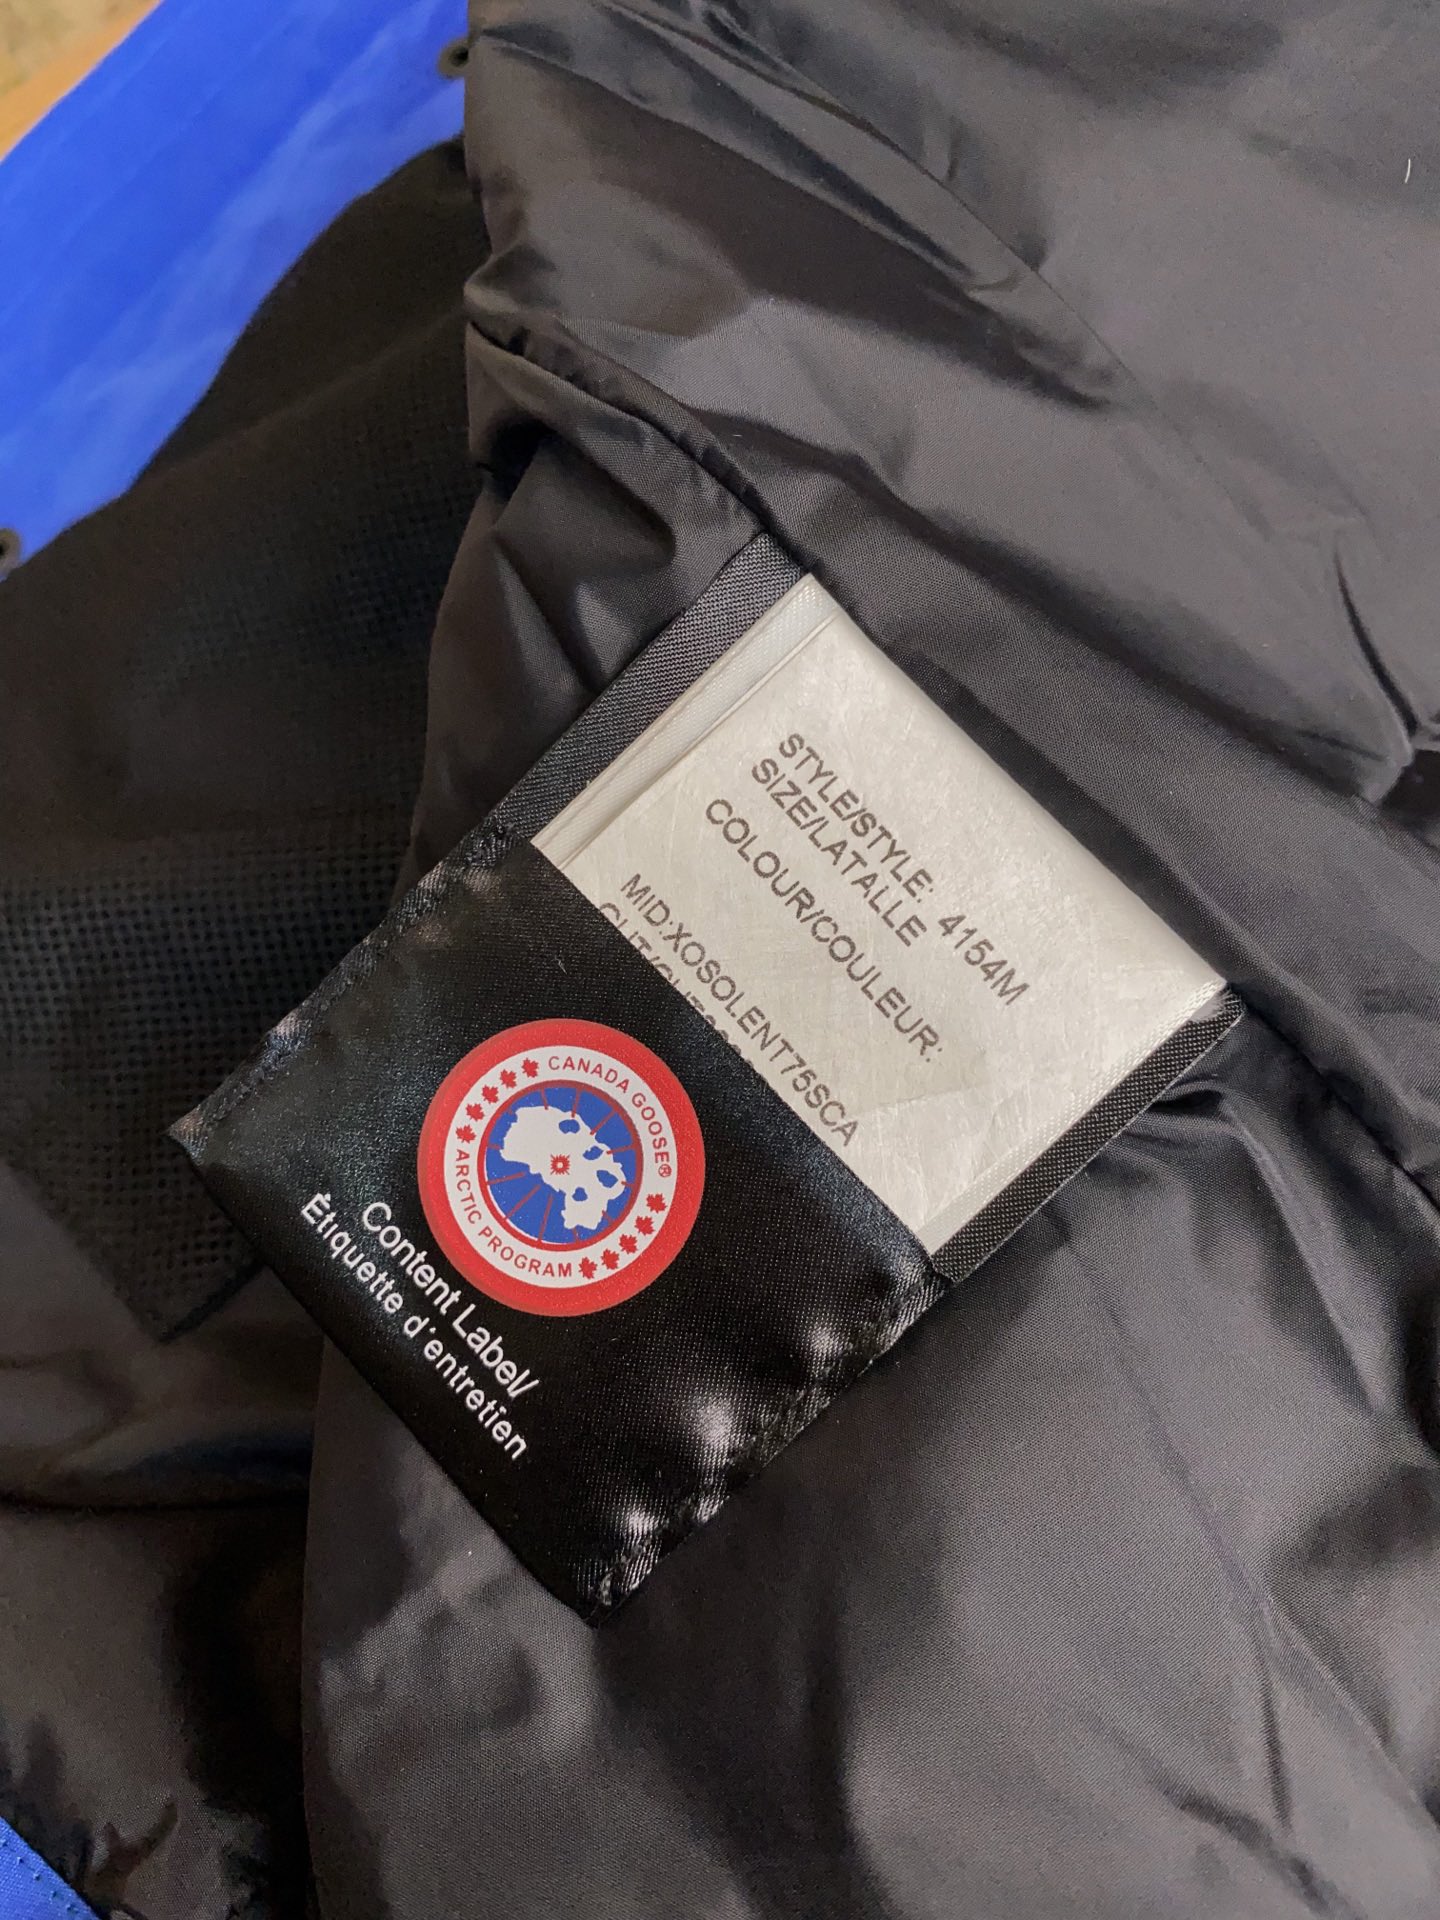 STYLE/STYLE: 4154M
SIZE/LATALLE
COLOUR/COULEUR:
MID:XOSOLENT75SCA
CANADA GOOSE®
ARCTIC PROGRAM
Content Label/
Étiquette d'entretien